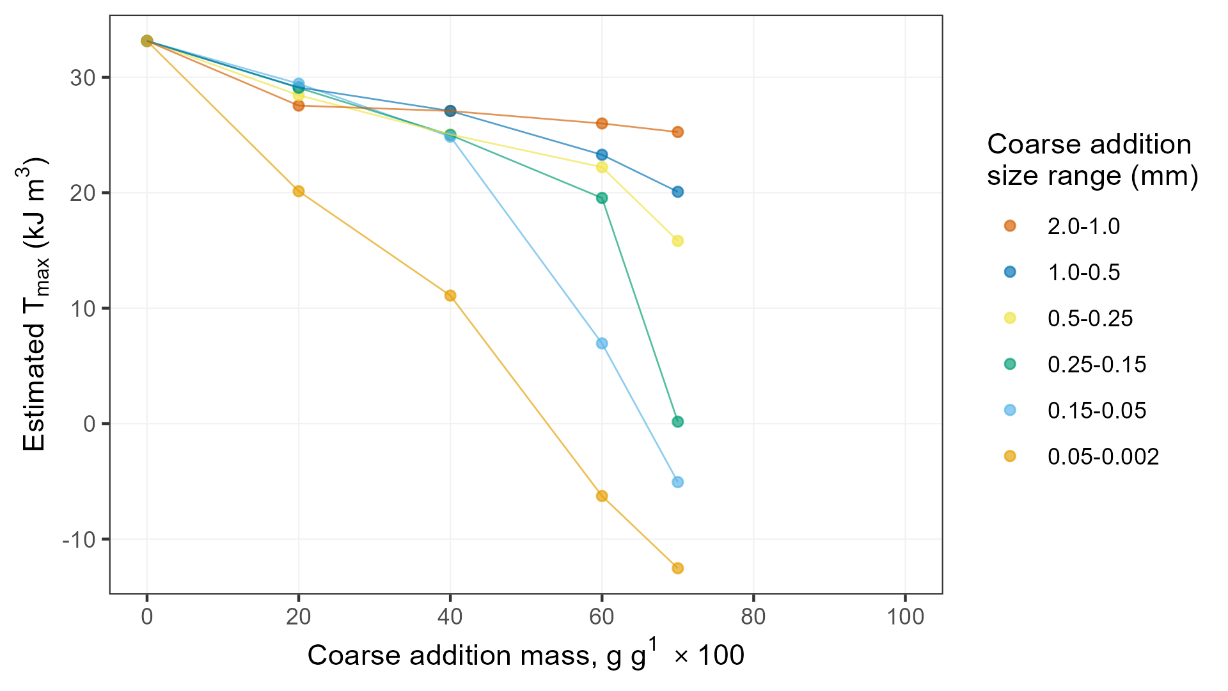 Estimated Tmax (kJ m3)
30
20
10
0
-10
0 20 40 60 80 100
Coarse addition mass, g g1 × 100
Coarse addition
size range (mm)
2.0-1.0
1.0-0.5
0.5-0.25
0.25-0.15
0.15-0.05
0.05-0.002